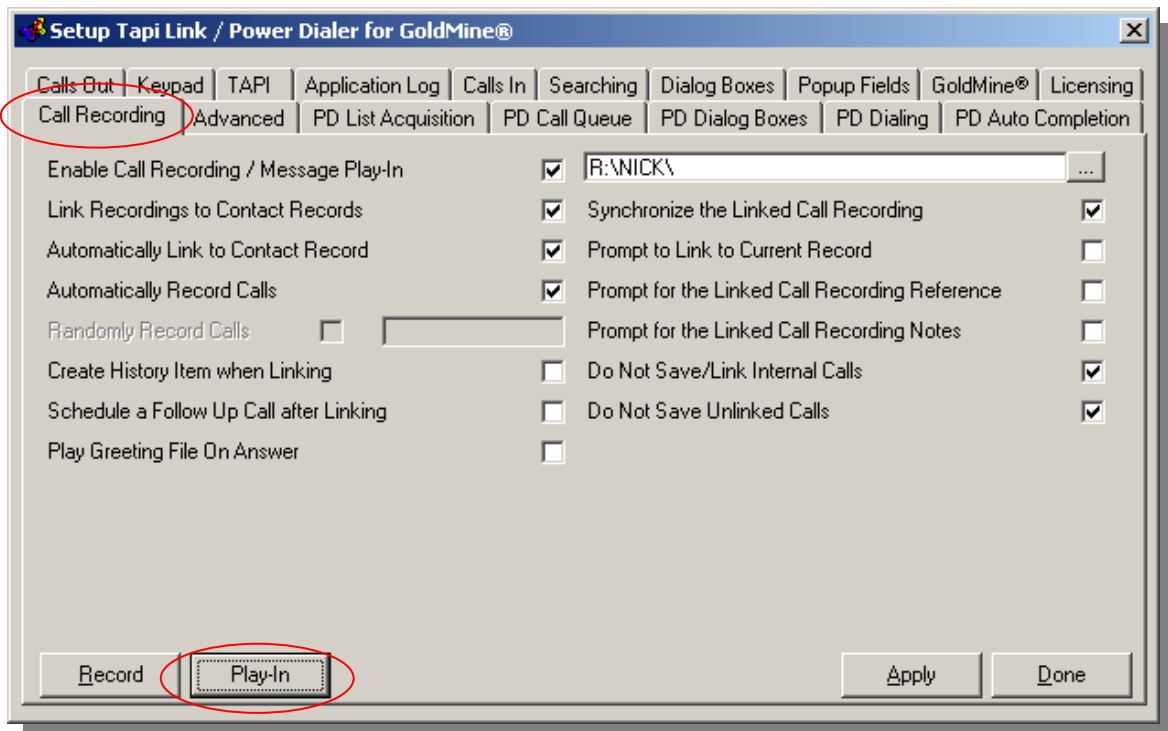 Setup Tapi Link / Power Dialer for GoldMine®
Calls Out Keypad TAPI Application Log Calls In Searching Dialog Boxes Popup Fields GoldMine® Licensing
Call Recording Advanced PD List Acquisition PD Call Queue PD Dialog Boxes PD Dialing PD Auto Completion
Enable Call Recording / Message Play-In R:\NICK\ ...
Link Recordings to Contact Records Synchronize the Linked Call Recording
Automatically Link to Contact Record Prompt to Link to Current Record
Automatically Record Calls Prompt for the Linked Call Recording Reference
Randomly Record Calls Prompt for the Linked Call Recording Notes
Create History Item when Linking Do Not Save/Link Internal Calls
Schedule a Follow Up Call after Linking Do Not Save Unlinked Calls
Play Greeting File On Answer
Record Play-In Apply Done